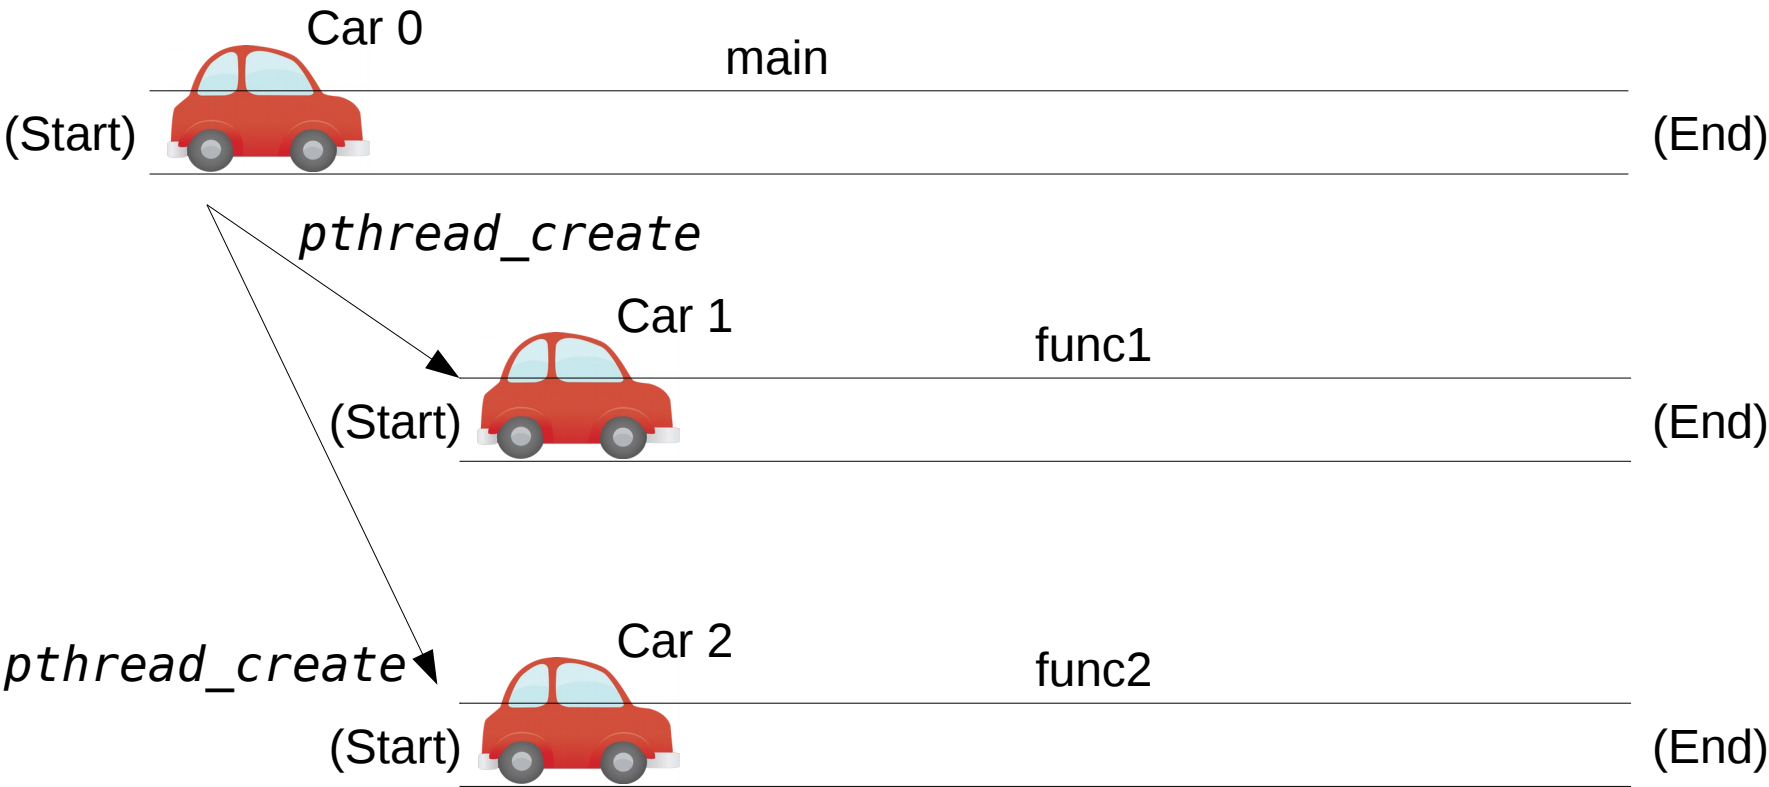 Car 0
main
(Start)
(End)
pthread_create
Car 1
func1
(Start)
(End)
Car 2
pthread_create
func2
(Start)
(End)